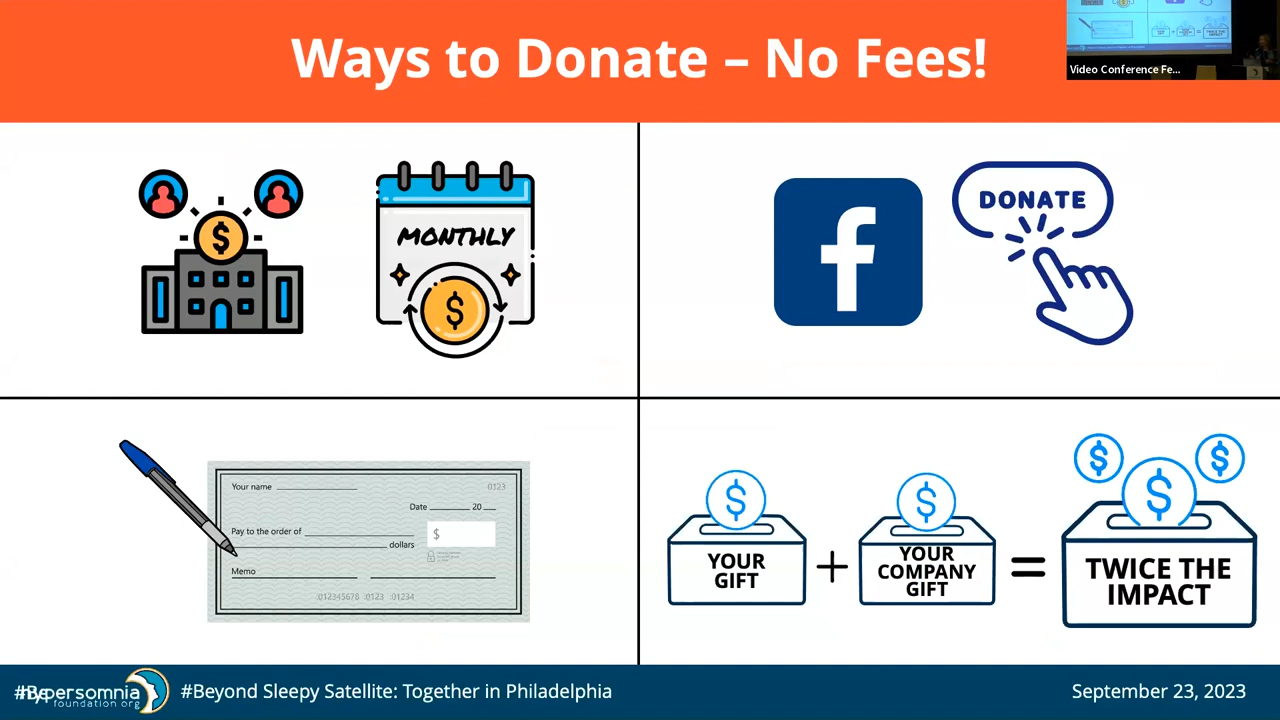 Ways to Donate – No Fees!
Video Conference Fe...
MONTHLY
$
$
f
DONATE
Your name
0123
Date
20
Pay to the order of
$
dollars
Memo
:012345678 :0123 :01234
$
YOUR
GIFT
+
$
YOUR
COMPANY
GIFT
=
$
$
$
TWICE THE
IMPACT
hypersomnia
foundation.org
#Beyond Sleepy Satellite: Together in Philadelphia
September 23, 2023